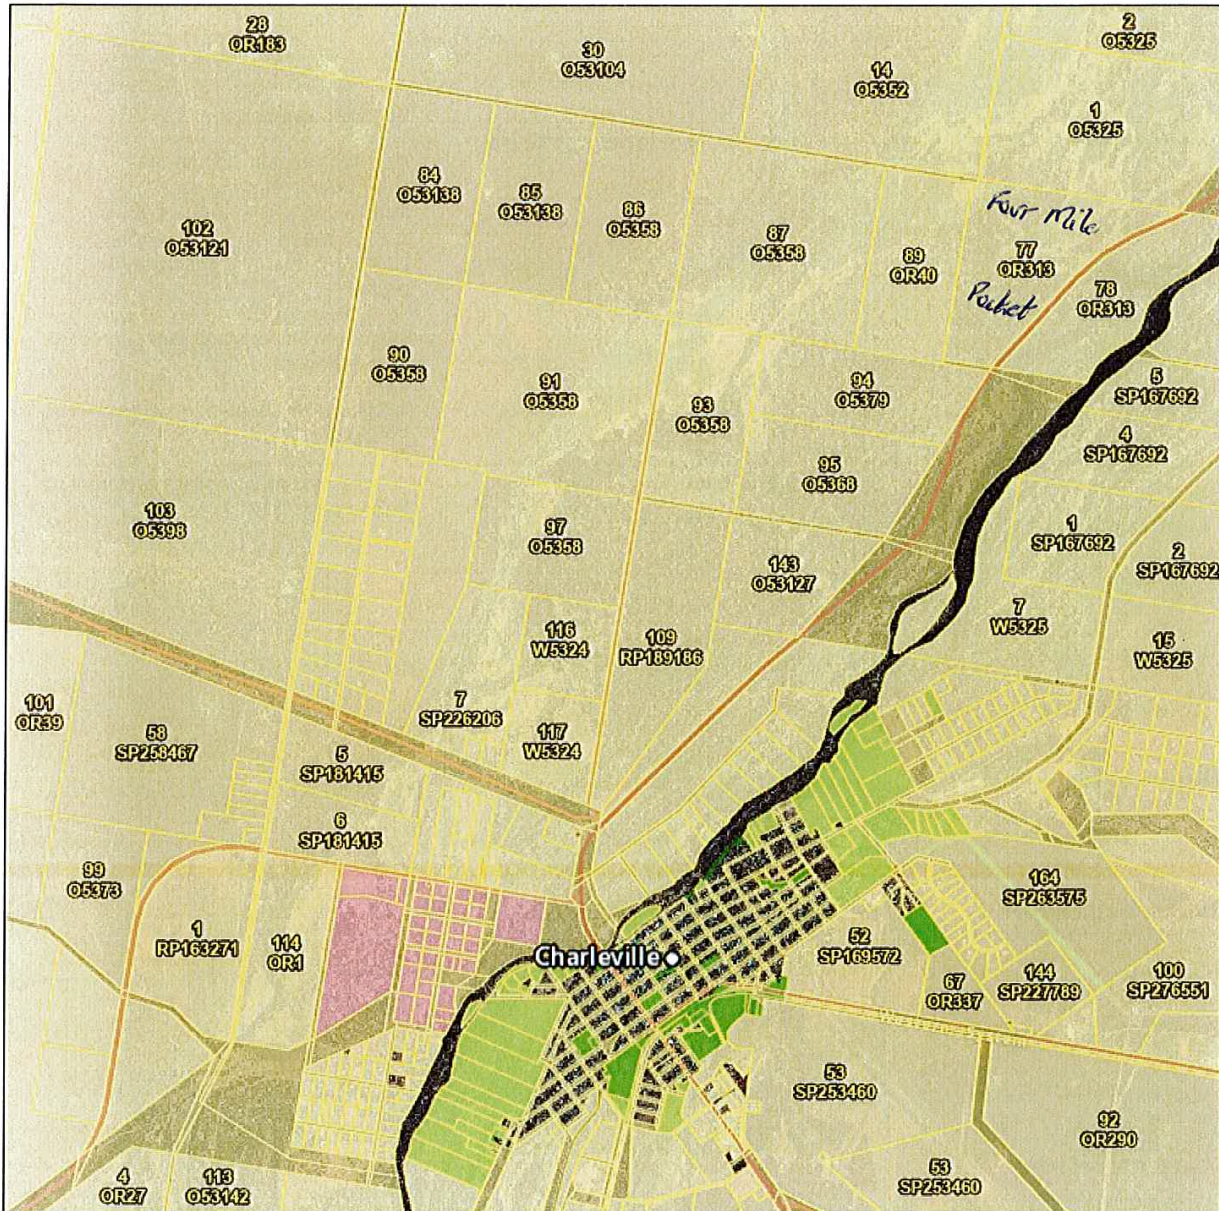 28
OR183
30
O53104
14
O5352
2
O5325
1
O5325
84
O53138
85
O53138
86
O5358
102
O53121
87
O5358
89
OR40
Four Mile
77
OR313
Pocket
78
OR313
90
O5358
91
O5358
93
O5358
94
O5379
5
SP167692
4
SP167692
95
O5368
103
O5398
97
O5358
143
O53127
1
SP167692
2
SP167692
7
W5325
116
W5324
109
RP189186
15
W5325
101
OR39
58
SP258467
7
SP226206
117
W5324
5
SP181415
6
SP181415
99
O5373
164
SP263575
1
RP163271
114
OR1
Charleville
52
SP169572
67
OR337
144
SP227789
100
SP276551
53
SP253460
92
OR290
4
OR27
113
O53142
53
SP253460